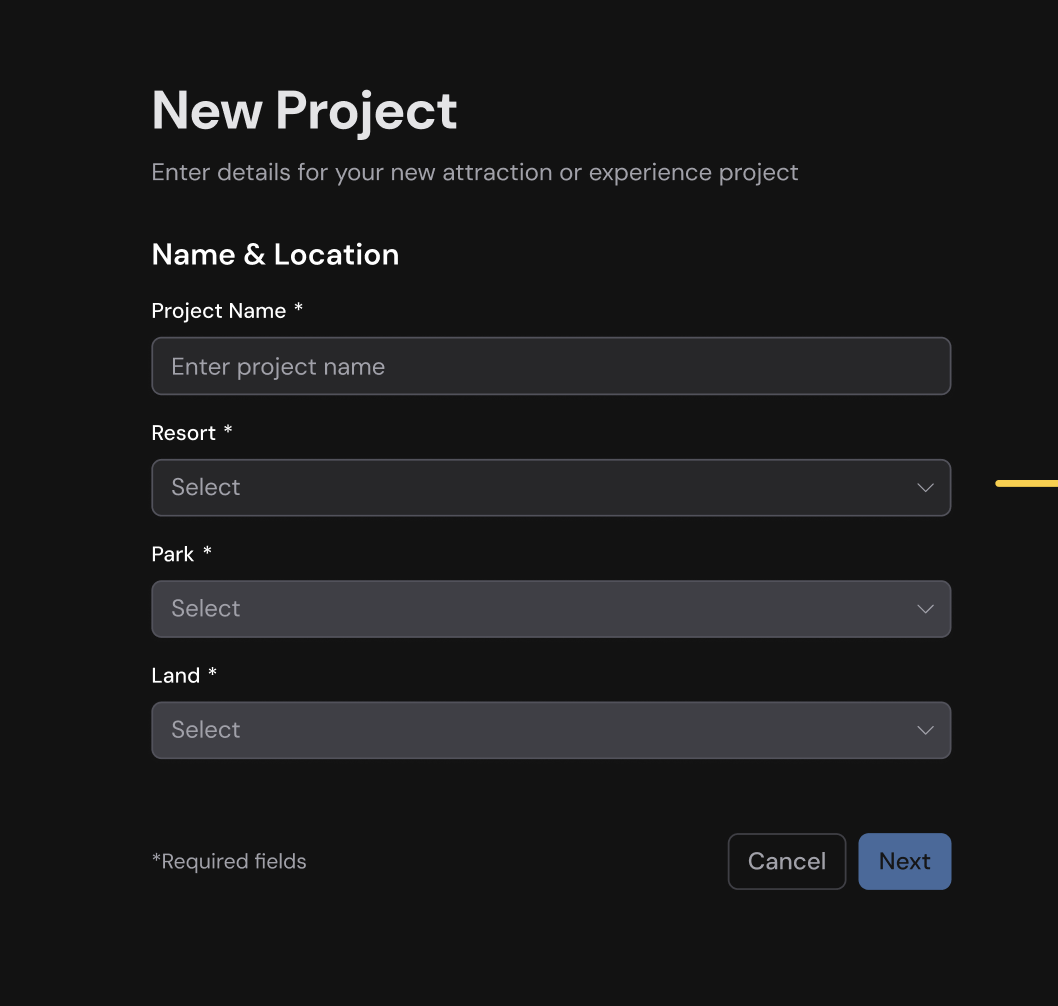 New Project
Enter details for your new attraction or experience project
Name & Location
Project Name *
Enter project name
Resort *
Select
Park *
Select
Land *
Select
*Required fields
Cancel
Next